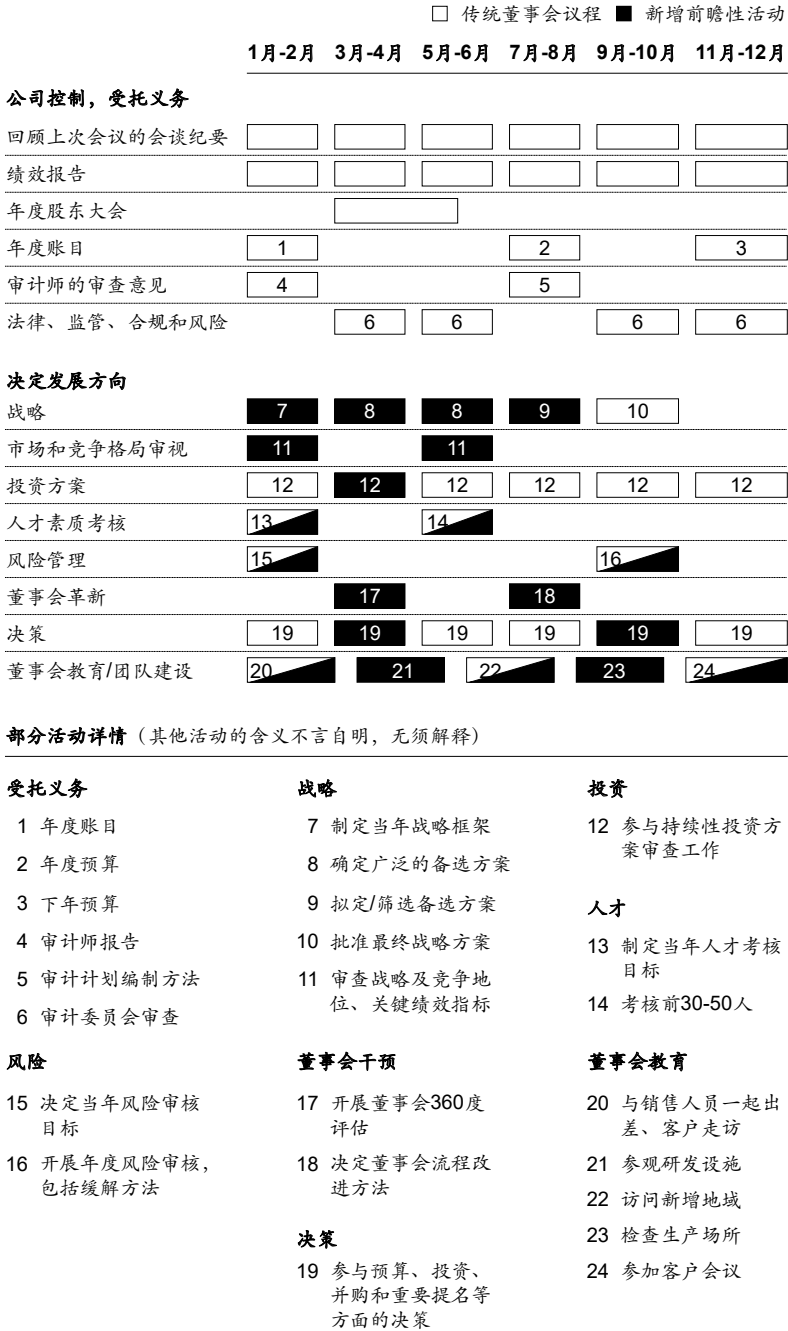 传统董事会议程 新增前瞻性活动
1月-2月 3月-4月 5月-6月 7月-8月 9月-10月 11月-12月
公司控制，受托义务
回顾上次会议的会谈纪要
绩效报告
年度股东大会
年度账目 1 2 3
审计师的审查意见 4 5
法律、监管、合规和风险 6 6 6 6
决定发展方向
战略 7 8 8 9 10
市场和竞争格局审视 11 11
投资方案 12 12 12 12 12 12
人才素质考核 13 14
风险管理 15 16
董事会革新 17 18
决策 19 19 19 19 19 19
董事会教育/团队建设 20 21 22 23 24
部分活动详情（其他活动的含义不言自明，无须解释）
受托义务
1 年度账目
2 年度预算
3 下年预算
4 审计师报告
5 审计计划编制方法
6 审计委员会审查
战略
7 制定当年战略框架
8 确定广泛的备选方案
9 拟定/筛选备选方案
10 批准最终战略方案
11 审查战略及竞争地
位、关键绩效指标
投资
12 参与持续性投资方
案审查工作
人才
13 制定当年人才考核
目标
14 考核前30-50人
风险
15 决定当年风险审核
目标
16 开展年度风险审核，
包括缓解方法
董事会干预
17 开展董事会360度
评估
18 决定董事会流程改
进方法
决策
19 参与预算、投资、
并购和重要提名等
方面的决策
董事会教育
20 与销售人员一起出
差、客户走访
21 参观研发设施
22 访问新增地域
23 检查生产场所
24 参加客户会议